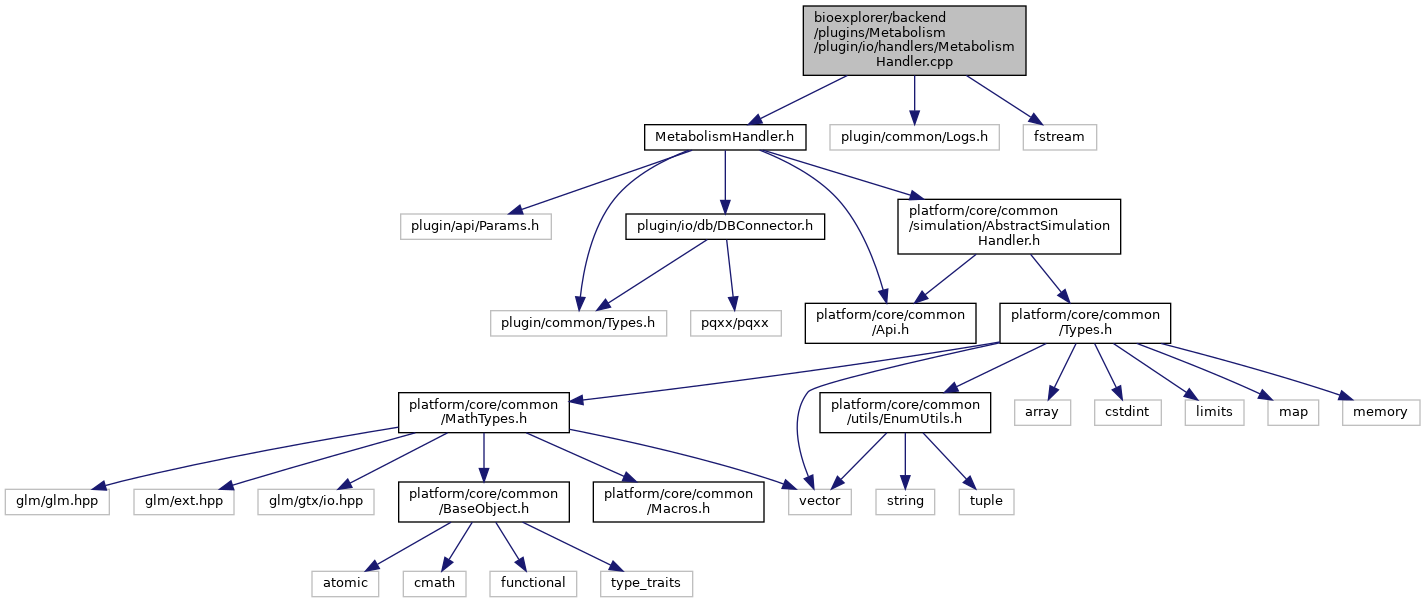 bioexplorer/backend
/plugins/Metabolism
/plugin/io/handlers/Metabolism
Handler.cpp
MetabolismHandler.h
plugin/common/Logs.h
fstream
plugin/api/Params.h
plugin/io/db/DBConnector.h
platform/core/common
/simulation/AbstractSimulation
Handler.h
plugin/common/Types.h
pqxx/pqxx
platform/core/common
/Api.h
platform/core/common
/Types.h
platform/core/common
/MathTypes.h
platform/core/common
/utils/EnumUtils.h
array
cstdint
limits
map
memory
glm/glm.hpp
glm/ext.hpp
glm/gtx/io.hpp
platform/core/common
/BaseObject.h
platform/core/common
/Macros.h
vector
string
tuple
atomic
cmath
functional
type_traits